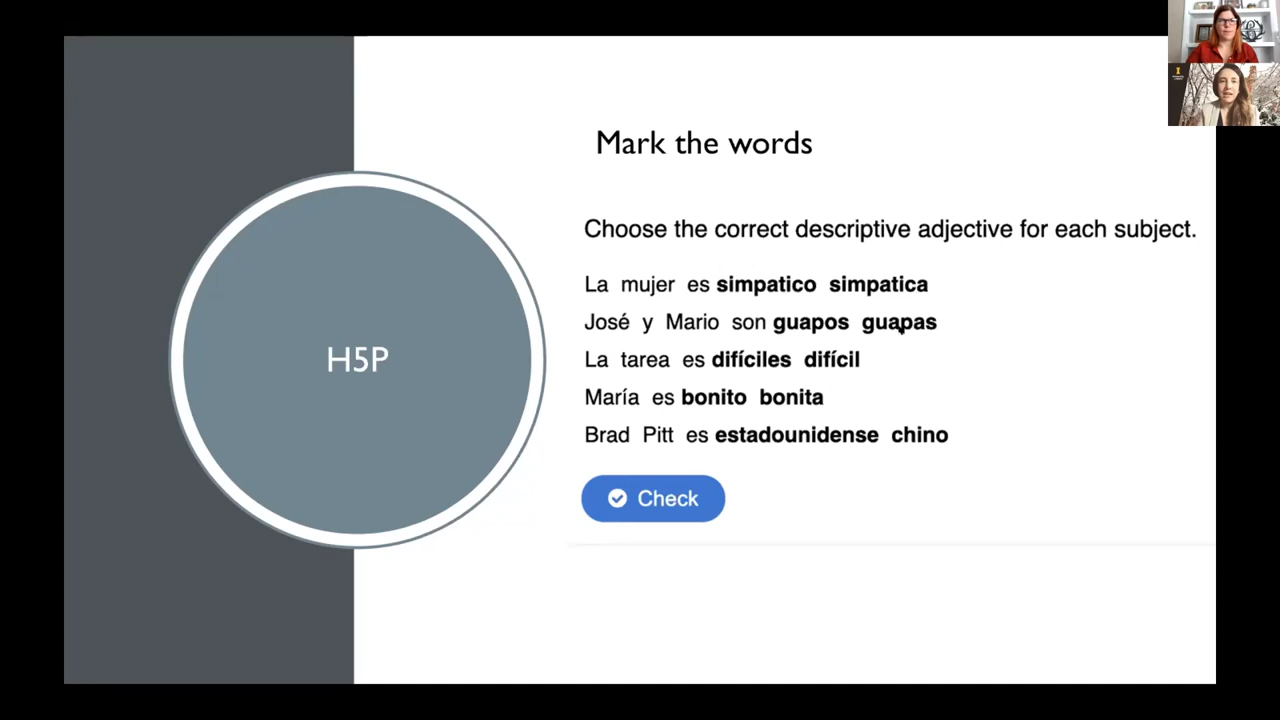 Mark the words
Choose the correct descriptive adjective for each subject.
La mujer es simpatico simpatica
José y Mario son guapos guapas
La tarea es difíciles difícil
María es bonito bonita
Brad Pitt es estadounidense chino
H5P
Check